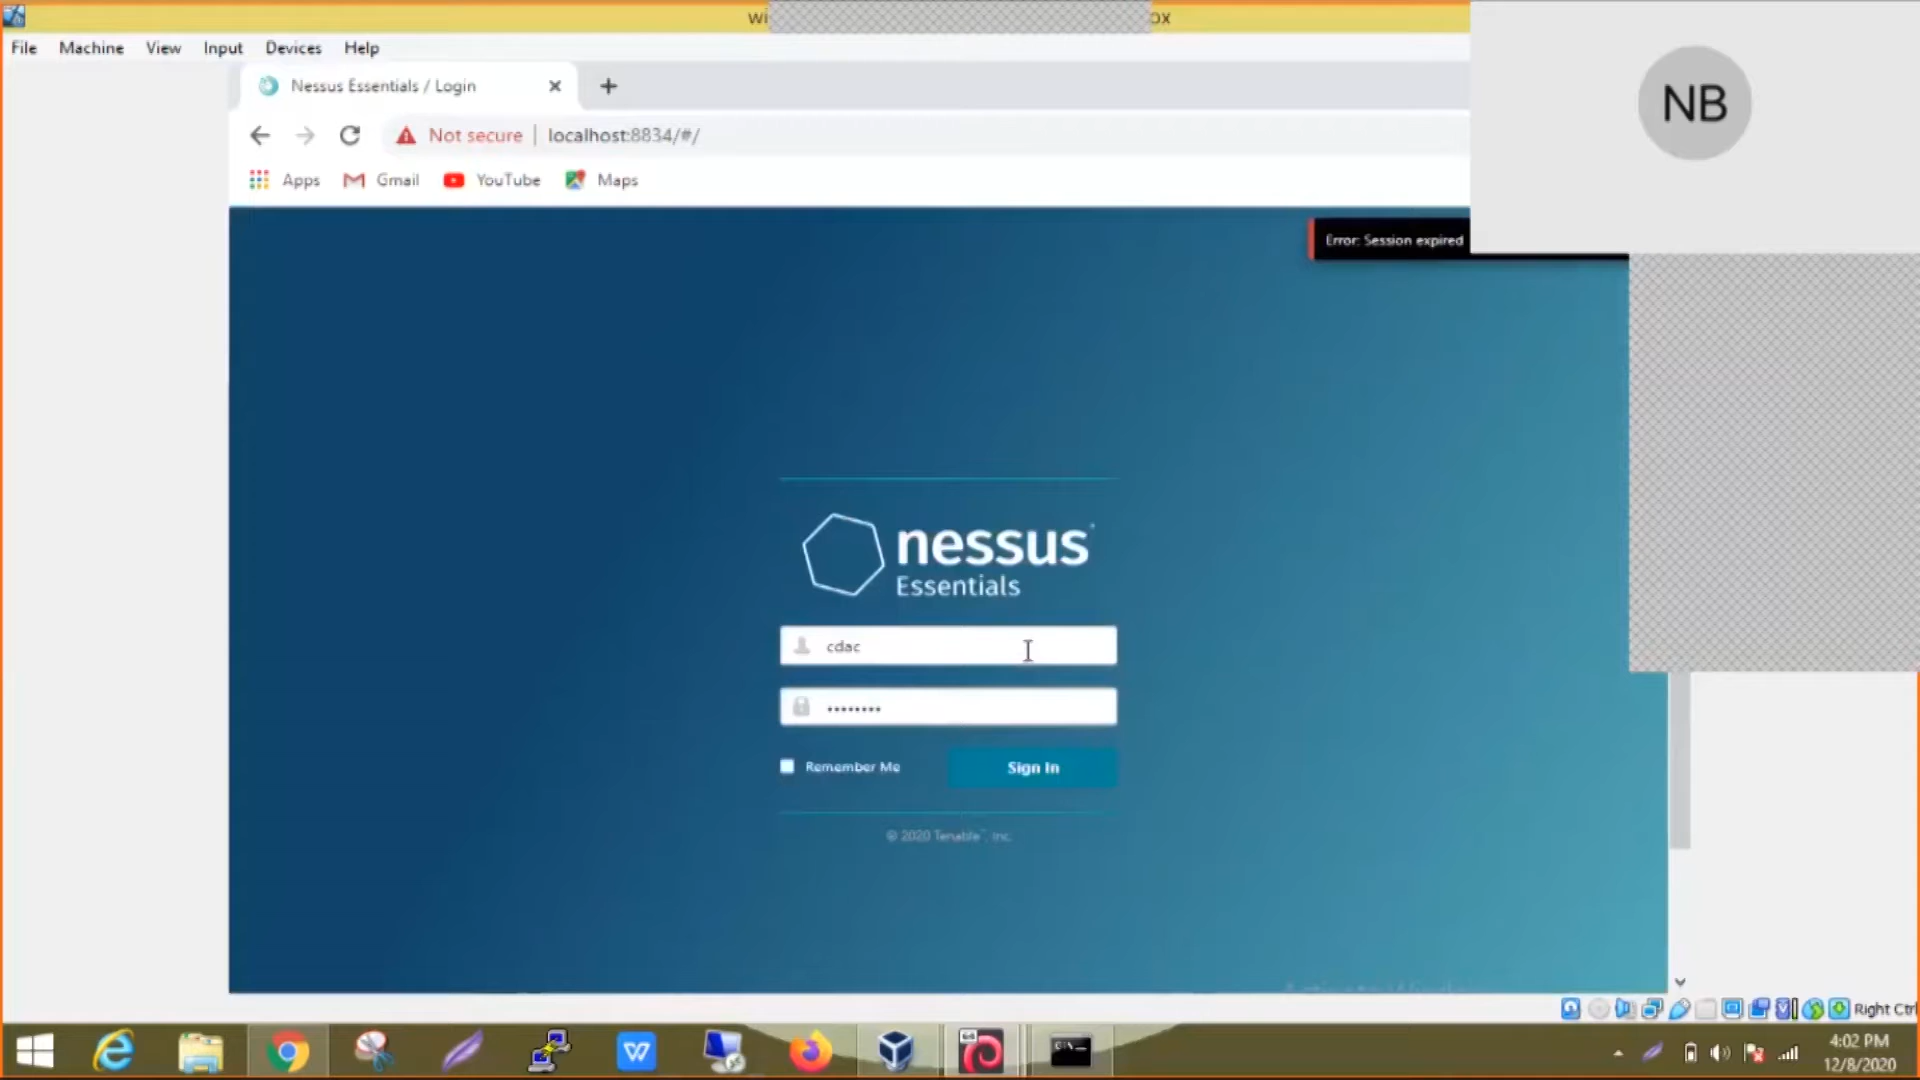 wi
ox
File Machine View Input Devices Help
NB
Nessus Essentials / Login
Not secure | localhost:8834/#/
Apps Gmail YouTube Maps
Error: Session expired
nessus
Essentials
cdac
••••••••
Remember Me
Sign In
© 2020 Tenable™, Inc.
Right Ctrl
4:02 PM
12/8/2020